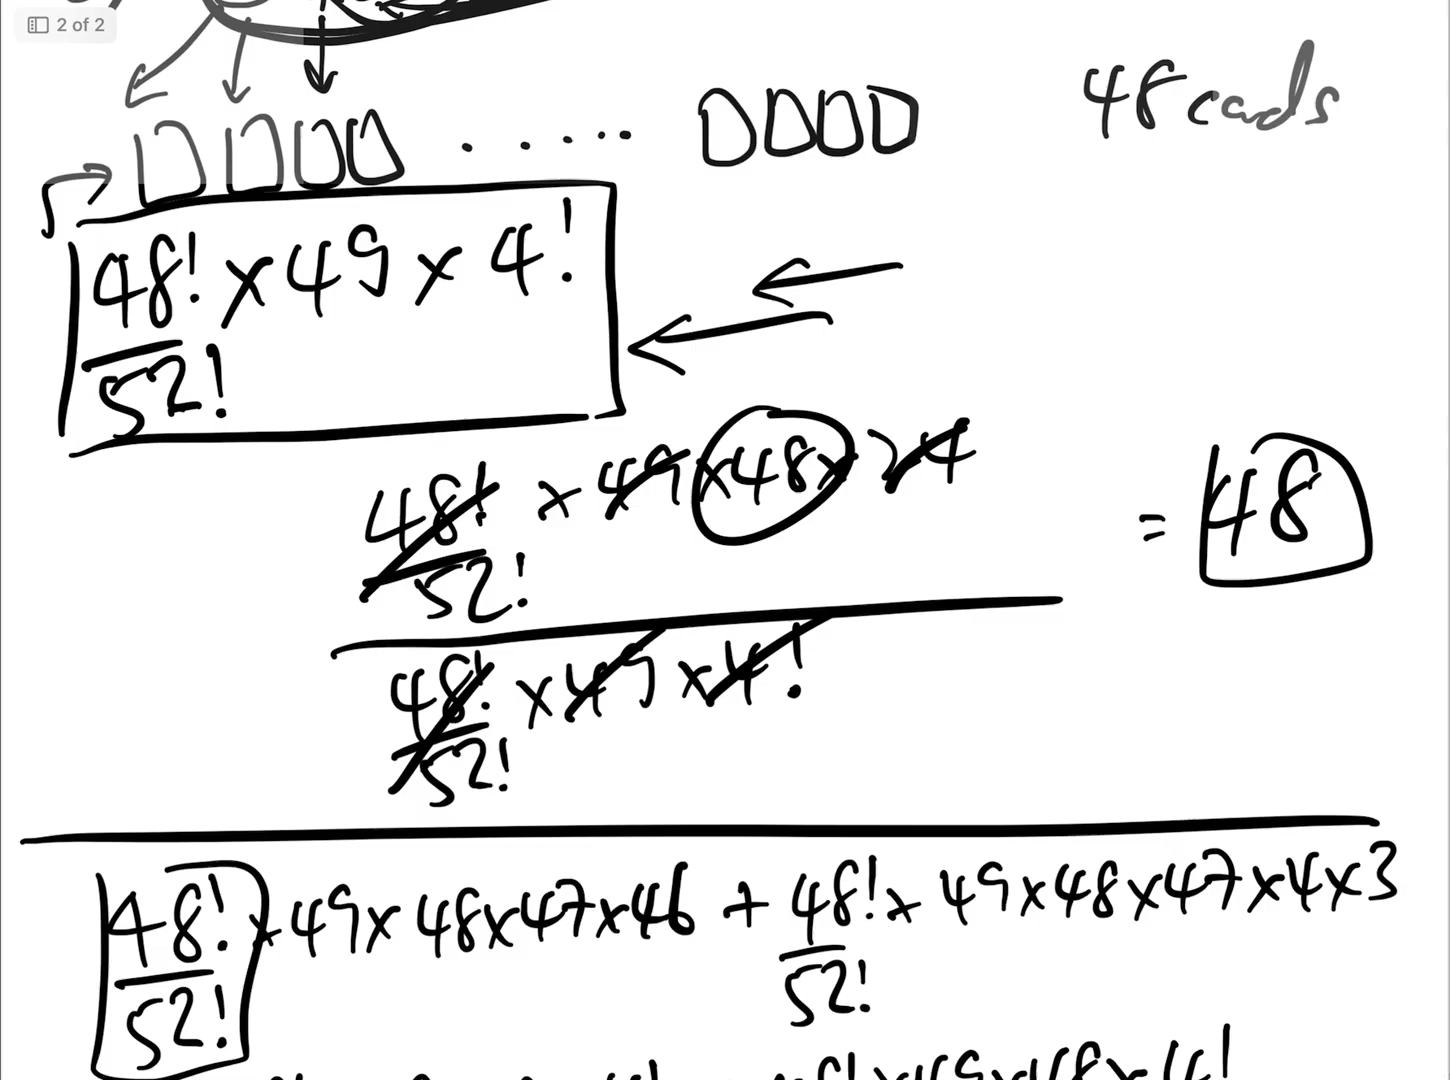 2 of 2
48 cards
48! x 49 x 4!
52!
48! x 49 x 48 x 24
52!
= 48
48! x 49 x 4!
52!
48! x 49 x 48 x 47 x 46 + 48! x 49 x 48 x 47 x 4 x 3
52! 52!